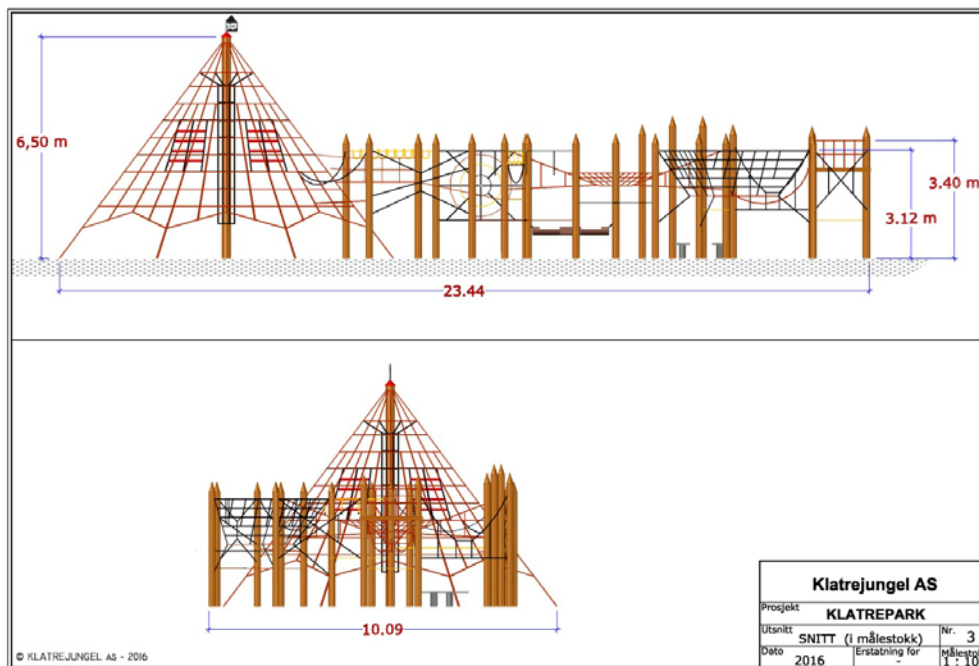 6,50 m
3.40 m
3.12 m
23.44
10.09
Klatrejungel AS
Prosjekt KLATREPARK
Utsnitt SNITT (i målestokk) Nr. 3
Dato 2016 Erstatning for -
© KLATREJUNGEL AS - 2016